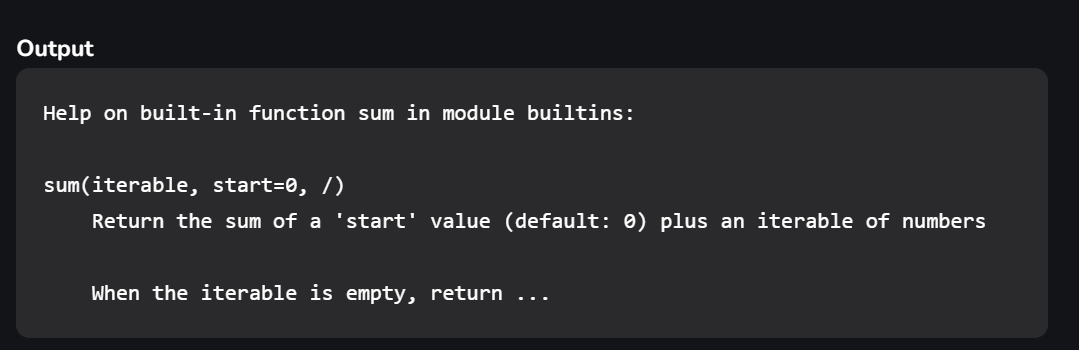 Output
Help on built-in function sum in module builtins:
sum(iterable, start=0, /)
Return the sum of a 'start' value (default: 0) plus an iterable of numbers
When the iterable is empty, return ...